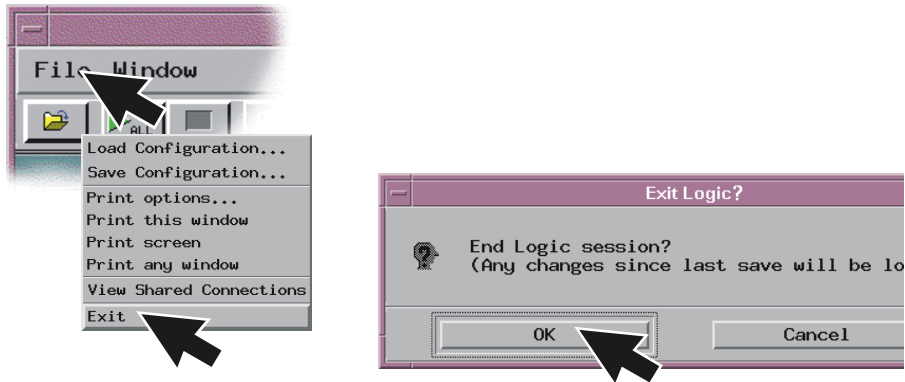 File Window
ALL
Load Configuration...
Save Configuration...
Print options...
Print this window
Print screen
Print any window
View Shared Connections
Exit
Exit Logic?
End Logic session?
(Any changes since last save will be lo
OK Cancel